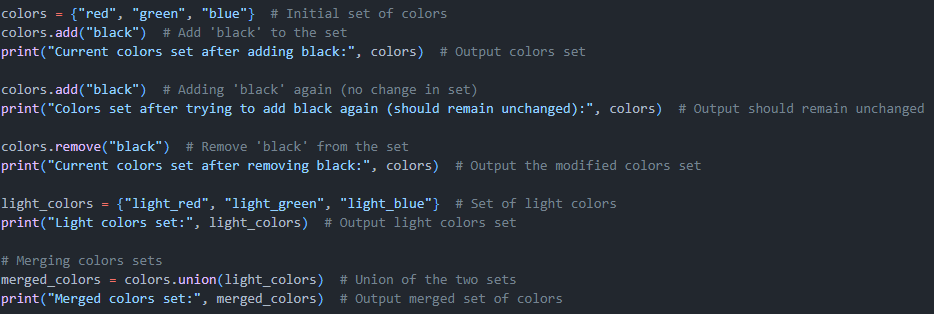 colors = {"red", "green", "blue"}  # Initial set of colors
colors.add("black")  # Add 'black' to the set
print("Current colors set after adding black:", colors)  # Output colors set

colors.add("black")  # Adding 'black' again (no change in set)
print("Colors set after trying to add black again (should remain unchanged):", colors)  # Output should remain unchanged

colors.remove("black")  # Remove 'black' from the set
print("Current colors set after removing black:", colors)  # Output the modified colors set

light_colors = {"light_red", "light_green", "light_blue"}  # Set of light colors
print("Light colors set:", light_colors)  # Output light colors set

# Merging colors sets
merged_colors = colors.union(light_colors)  # Union of the two sets
print("Merged colors set:", merged_colors)  # Output merged set of colors